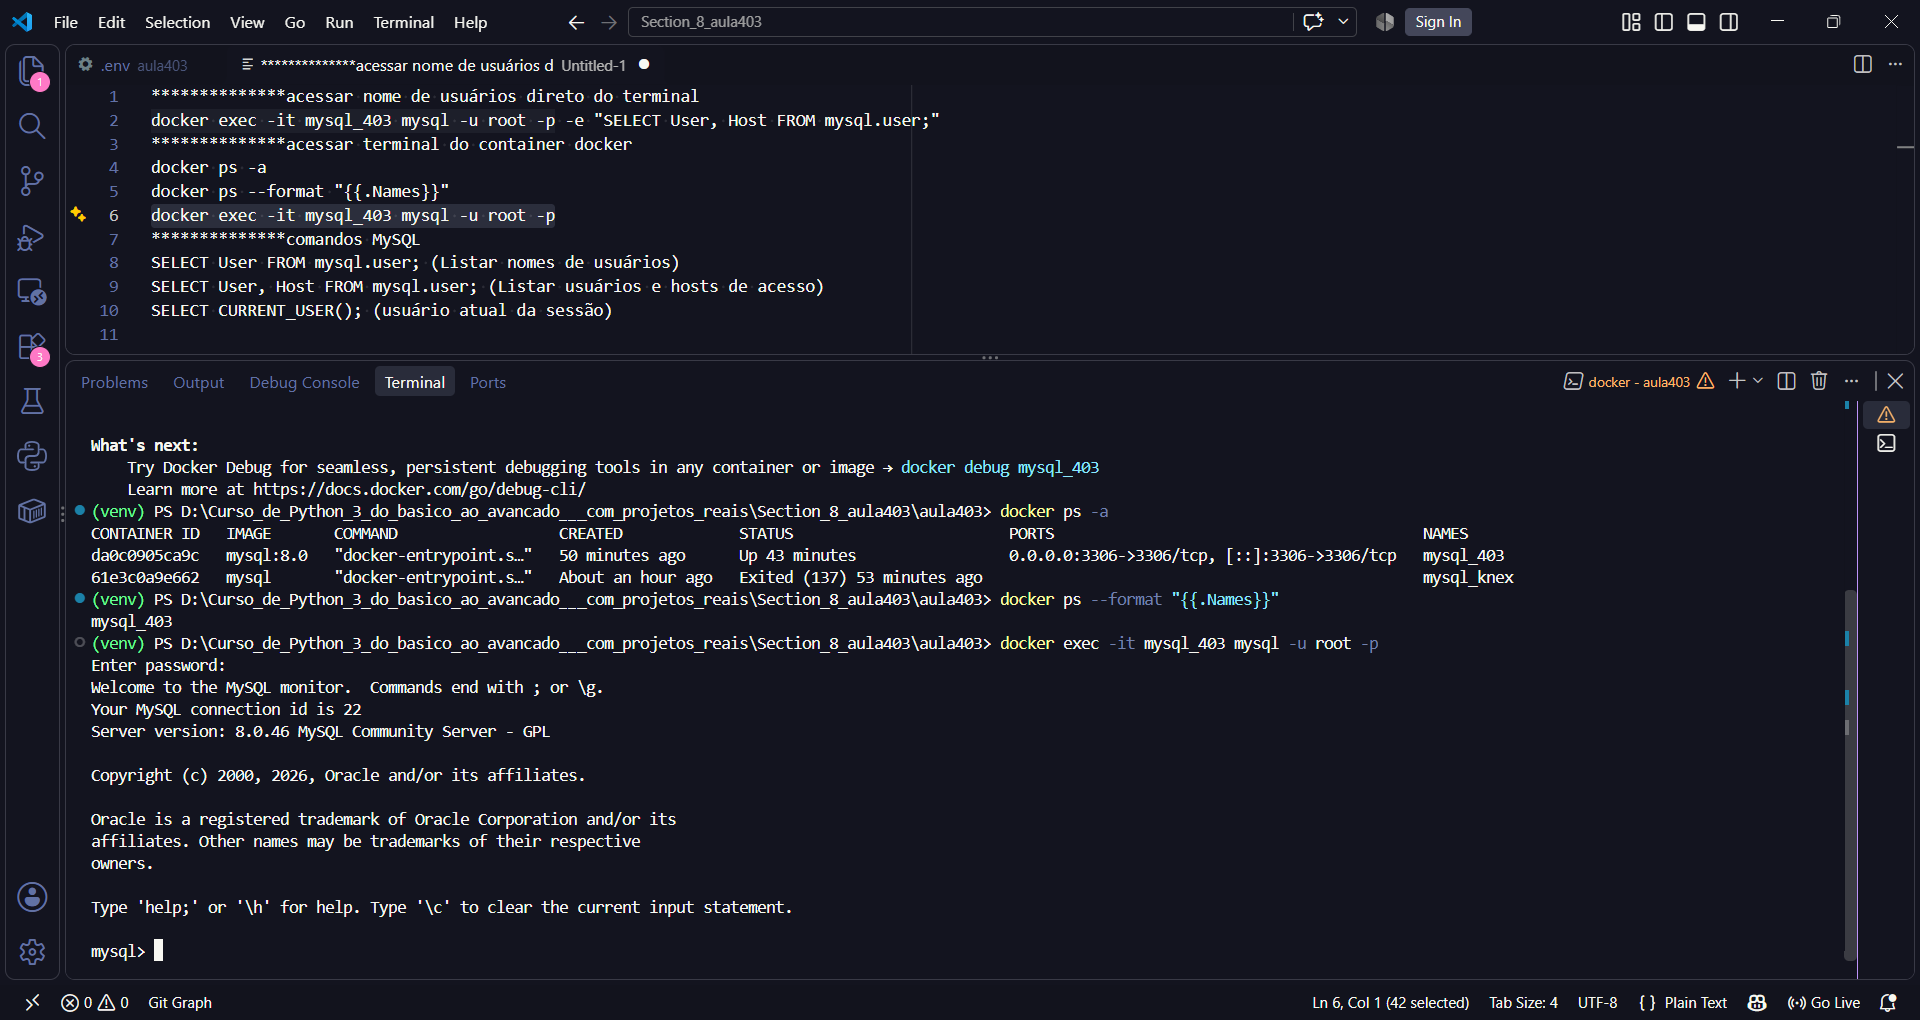 File Edit Selection View Go Run Terminal Help
Section_8_aula403
Sign In
.env aula403
**************acessar nome de usuários d Untitled-1
1 **************acessar nome de usuários direto do terminal
2 docker exec -it mysql_403 mysql -u root -p -e "SELECT User, Host FROM mysql.user;"
3 **************acessar terminal do container docker
4 docker ps -a
5 docker ps --format "{{.Names}}"
6 docker exec -it mysql_403 mysql -u root -p
7 **************comandos MySQL
8 SELECT User FROM mysql.user; (Listar nomes de usuários)
9 SELECT User, Host FROM mysql.user; (Listar usuários e hosts de acesso)
10 SELECT CURRENT_USER(); (usuário atual da sessão)
11
1
3
Problems Output Debug Console Terminal Ports
docker - aula403
What's next:
Try Docker Debug for seamless, persistent debugging tools in any container or image → docker debug mysql_403
Learn more at https://docs.docker.com/go/debug-cli/
(venv) PS D:\Curso_de_Python_3_do_basico_ao_avancado___com_projetos_reais\Section_8_aula403\aula403> docker ps -a
CONTAINER ID IMAGE COMMAND CREATED STATUS PORTS NAMES
da0c0905ca9c mysql:8.0 "docker-entrypoint.s…" 50 minutes ago Up 43 minutes 0.0.0.0:3306->3306/tcp, [::]:3306->3306/tcp mysql_403
61e3c0a9e662 mysql "docker-entrypoint.s…" About an hour ago Exited (137) 53 minutes ago mysql_knex
(venv) PS D:\Curso_de_Python_3_do_basico_ao_avancado___com_projetos_reais\Section_8_aula403\aula403> docker ps --format "{{.Names}}"
mysql_403
(venv) PS D:\Curso_de_Python_3_do_basico_ao_avancado___com_projetos_reais\Section_8_aula403\aula403> docker exec -it mysql_403 mysql -u root -p
Enter password:
Welcome to the MySQL monitor.  Commands end with ; or \g.
Your MySQL connection id is 22
Server version: 8.0.46 MySQL Community Server - GPL
Copyright (c) 2000, 2026, Oracle and/or its affiliates.
Oracle is a registered trademark of Oracle Corporation and/or its
affiliates. Other names may be trademarks of their respective
owners.
Type 'help;' or '\h' for help. Type '\c' to clear the current input statement.
mysql>
0 0 Git Graph
Ln 6, Col 1 (42 selected) Tab Size: 4 UTF-8 {} Plain Text Go Live